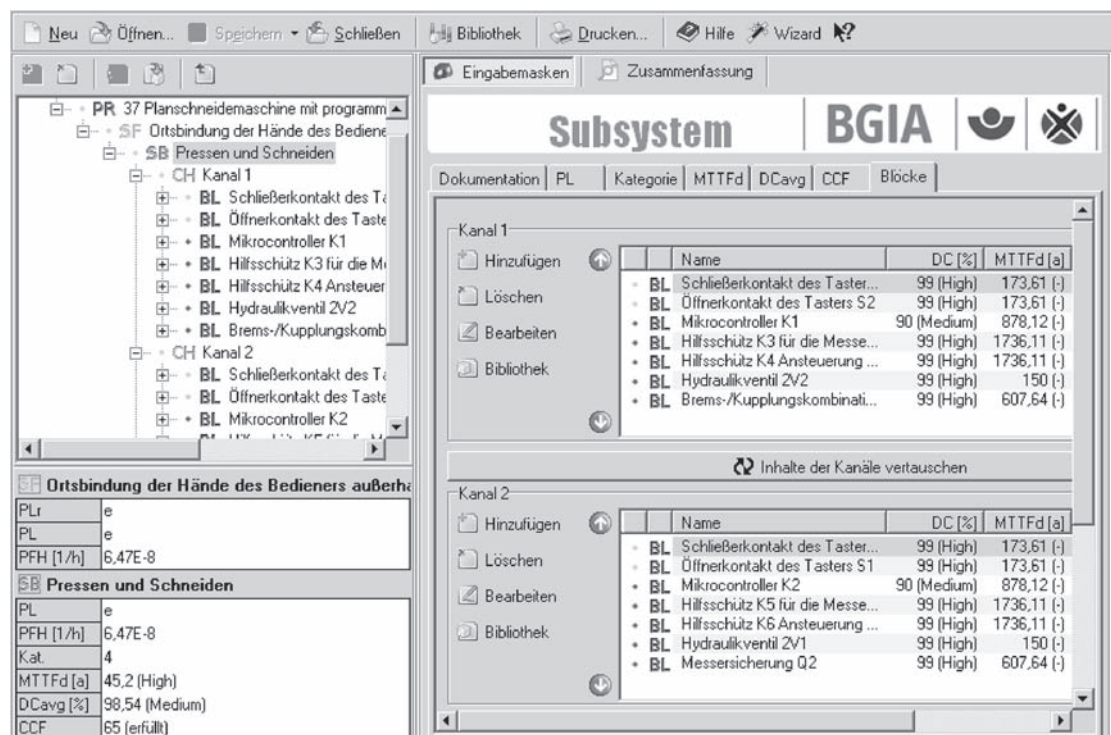 Neu Öffnen... Speichern Schließen Bibliothek Drucken... Hilfe Wizard
Eingabemasken Zusammenfassung
PR 37 Planschneidemaschine mit programm
SF Ortsbindung der Hände des Bediene
SB Pressen und Schneiden
CH Kanal 1
BL Schließerkontakt des Ta
BL Öffnerkontakt des Taste
BL Mikrocontroller K1
BL Hilfsschütz K3 für die M
BL Hilfsschütz K4 Ansteuer
BL Hydraulikventil 2V2
BL Brems-/Kupplungskomb
CH Kanal 2
BL Schließerkontakt des Ta
BL Öffnerkontakt des Taste
BL Mikrocontroller K2
SF Ortsbindung der Hände des Bedieners außerha
PLr e
PL e
PFH [1/h] 6,47E-8
SB Pressen und Schneiden
PL e
PFH [1/h] 6,47E-8
Kat. 4
MTTFd [a] 45,2 (High)
DCavg [%] 98,54 (Medium)
CCF 65 (erfüllt)
Subsystem BGIA
Dokumentation PL Kategorie MTTFd DCavg CCF Blöcke
Kanal 1
Hinzufügen
Löschen
Bearbeiten
Bibliothek
Name DC [%] MTTFd [a]
BL Schließerkontakt des Taster... 99 (High) 173,61 (-)
BL Öffnerkontakt des Tasters S2 99 (High) 173,61 (-)
BL Mikrocontroller K1 90 (Medium) 878,12 (-)
BL Hilfsschütz K3 für die Messe... 99 (High) 1736,11 (-)
BL Hilfsschütz K4 Ansteuerung ... 99 (High) 1736,11 (-)
BL Hydraulikventil 2V2 99 (High) 150 (-)
BL Brems-/Kupplungskombinati... 99 (High) 607,64 (-)
Inhalte der Kanäle vertauschen
Kanal 2
Hinzufügen
Löschen
Bearbeiten
Bibliothek
Name DC [%] MTTFd [a]
BL Schließerkontakt des Taster... 99 (High) 173,61 (-)
BL Öffnerkontakt des Tasters S1 99 (High) 173,61 (-)
BL Mikrocontroller K2 90 (Medium) 878,12 (-)
BL Hilfsschütz K5 für die Messe... 99 (High) 1736,11 (-)
BL Hilfsschütz K6 Ansteuerung ... 99 (High) 1736,11 (-)
BL Hydraulikventil 2V1 99 (High) 150 (-)
BL Messersicherung Q2 99 (High) 607,64 (-)